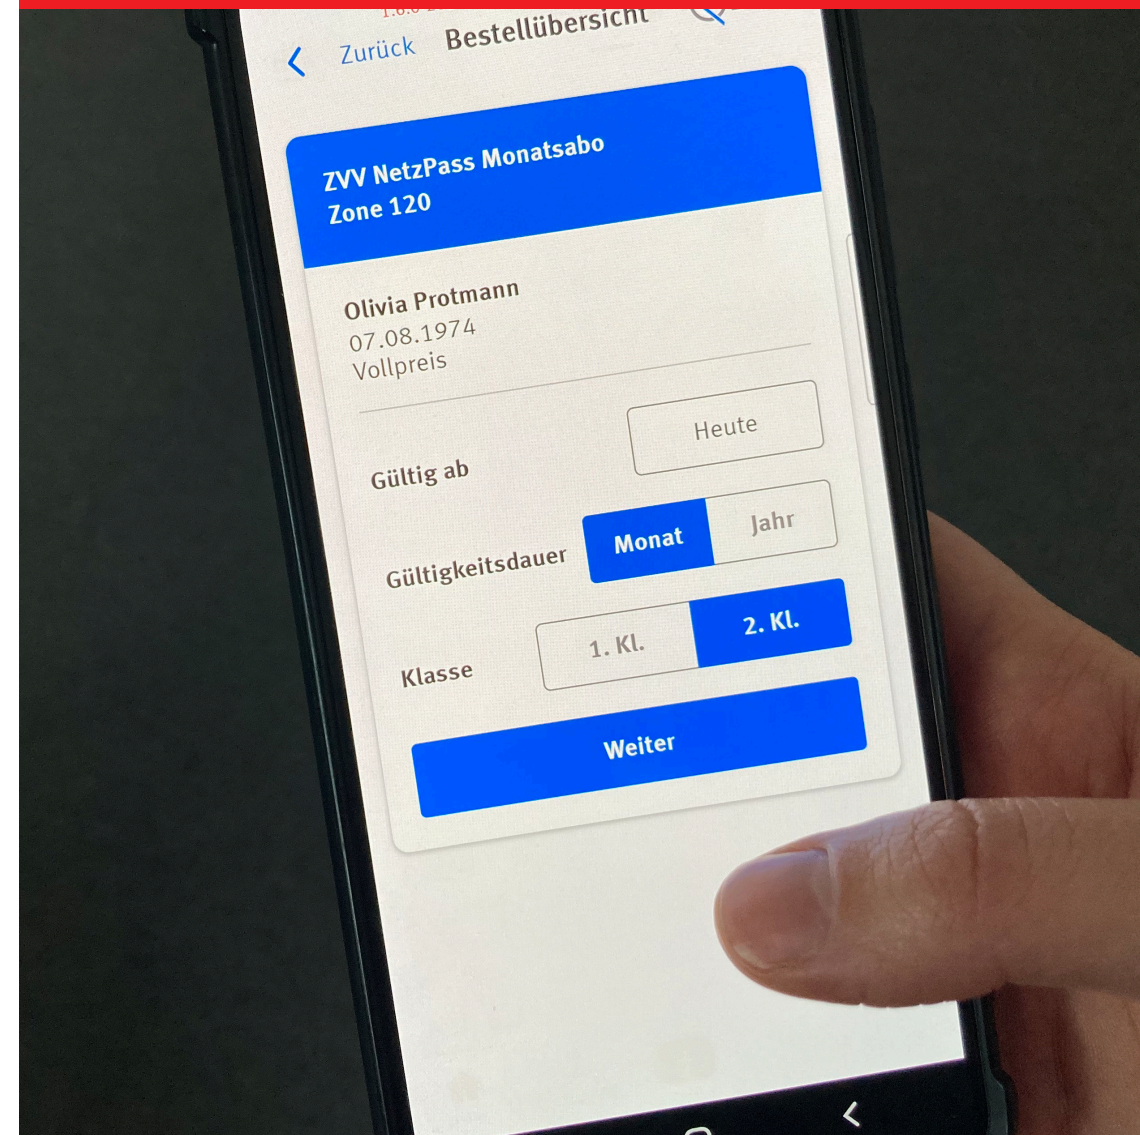 Zurück Bestellübersicht
ZVV NetzPass Monatsabo
Zone 120
Olivia Protmann
07.08.1974
Vollpreis
Gültig ab Heute
Gültigkeitsdauer Monat Jahr
Klasse 1. Kl. 2. Kl.
Weiter